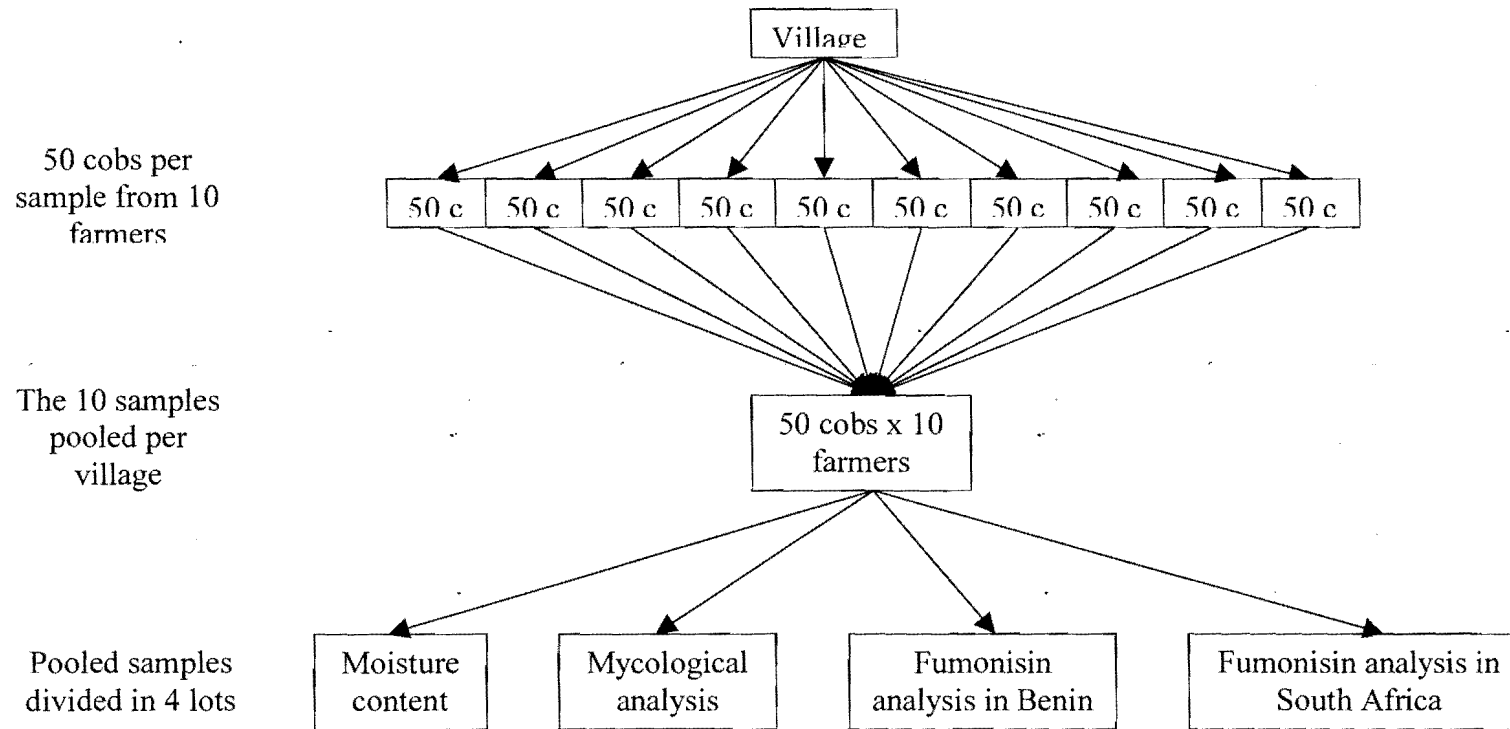 Village
50 cobs per
sample from 10
farmers
50 c 50 c 50 c 50 c 50 c 50 c 50 c 50 c 50 c 50 c
The 10 samples
pooled per
village
50 cobs x 10
farmers
Pooled samples
divided in 4 lots
Moisture
content
Mycological
analysis
Fumonisin
analysis in Benin
Fumonisin analysis in
South Africa